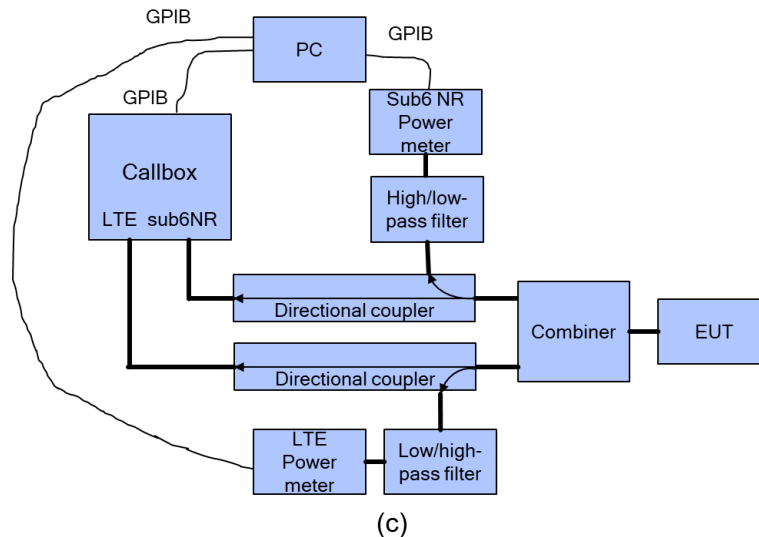 GPIB
PC
GPIB
GPIB
Sub6 NR
Power
meter
Callbox
LTE sub6NR
High/low-
pass filter
Directional coupler
Combiner
EUT
Directional coupler
LTE
Power
meter
Low/high-
pass filter
(c)